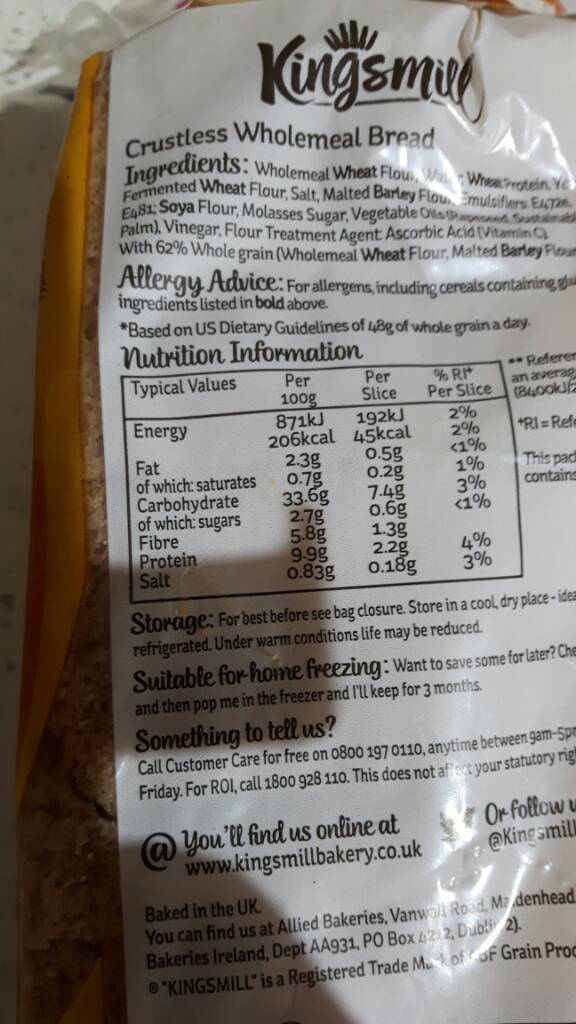 Kingsmill
Crustless Wholemeal Bread
Ingredients: Wholemeal Wheat Flour, Wheat Protein,
Fermented Wheat Flour, Salt, Malted Barley Flour, Emulsifiers: E472e,
E481; Soya Flour, Molasses Sugar, Vegetable Oils (Rapeseed,
Palm), Vinegar, Flour Treatment Agent: Ascorbic Acid (Vitamin C)
With 62% Whole grain (Wholemeal Wheat Flour, Malted Barley Flour
Allergy Advice: For allergens, including cereals containing
ingredients listed in bold above.
*Based on US Dietary Guidelines of 48g of whole grain a day.
Nutrition Information
Typical Values Per 100g Per Slice % RI* Per Slice
Energy 871kJ 192kJ 2%
206kcal 45kcal 2%
Fat 2.3g 0.5g <1%
of which: saturates 0.7g 0.2g 1%
Carbohydrate 33.6g 7.4g 3%
of which: sugars 2.7g 0.6g <1%
Fibre 5.8g 1.3g
Protein 9.9g 2.2g 4%
Salt 0.83g 0.18g 3%
**
an
(8400kJ/
*RI =
This
contains
Storage: For best before see bag closure. Store in a cool, dry place -
refrigerated. Under warm conditions life may be reduced.
Suitable for home freezing: Want to save some for later?
and then pop me in the freezer and I'll keep for 3 months.
Something to tell us?
Call Customer Care for free on 0800 197 0110, anytime between 9am-5pm
Friday. For ROI, call 1800 928 110. This does not affect your statutory
@ You'll find us online at
www.kingsmillbakery.co.uk
Or follow
@Kingsmill
Baked in the UK.
You can find us at Allied Bakeries, Vanwall Road, Maidenhead
Bakeries Ireland, Dept AA931, PO Box 4212, Dublin 2).
® "KINGSMILL" is a Registered Trade Mark of ABF Grain